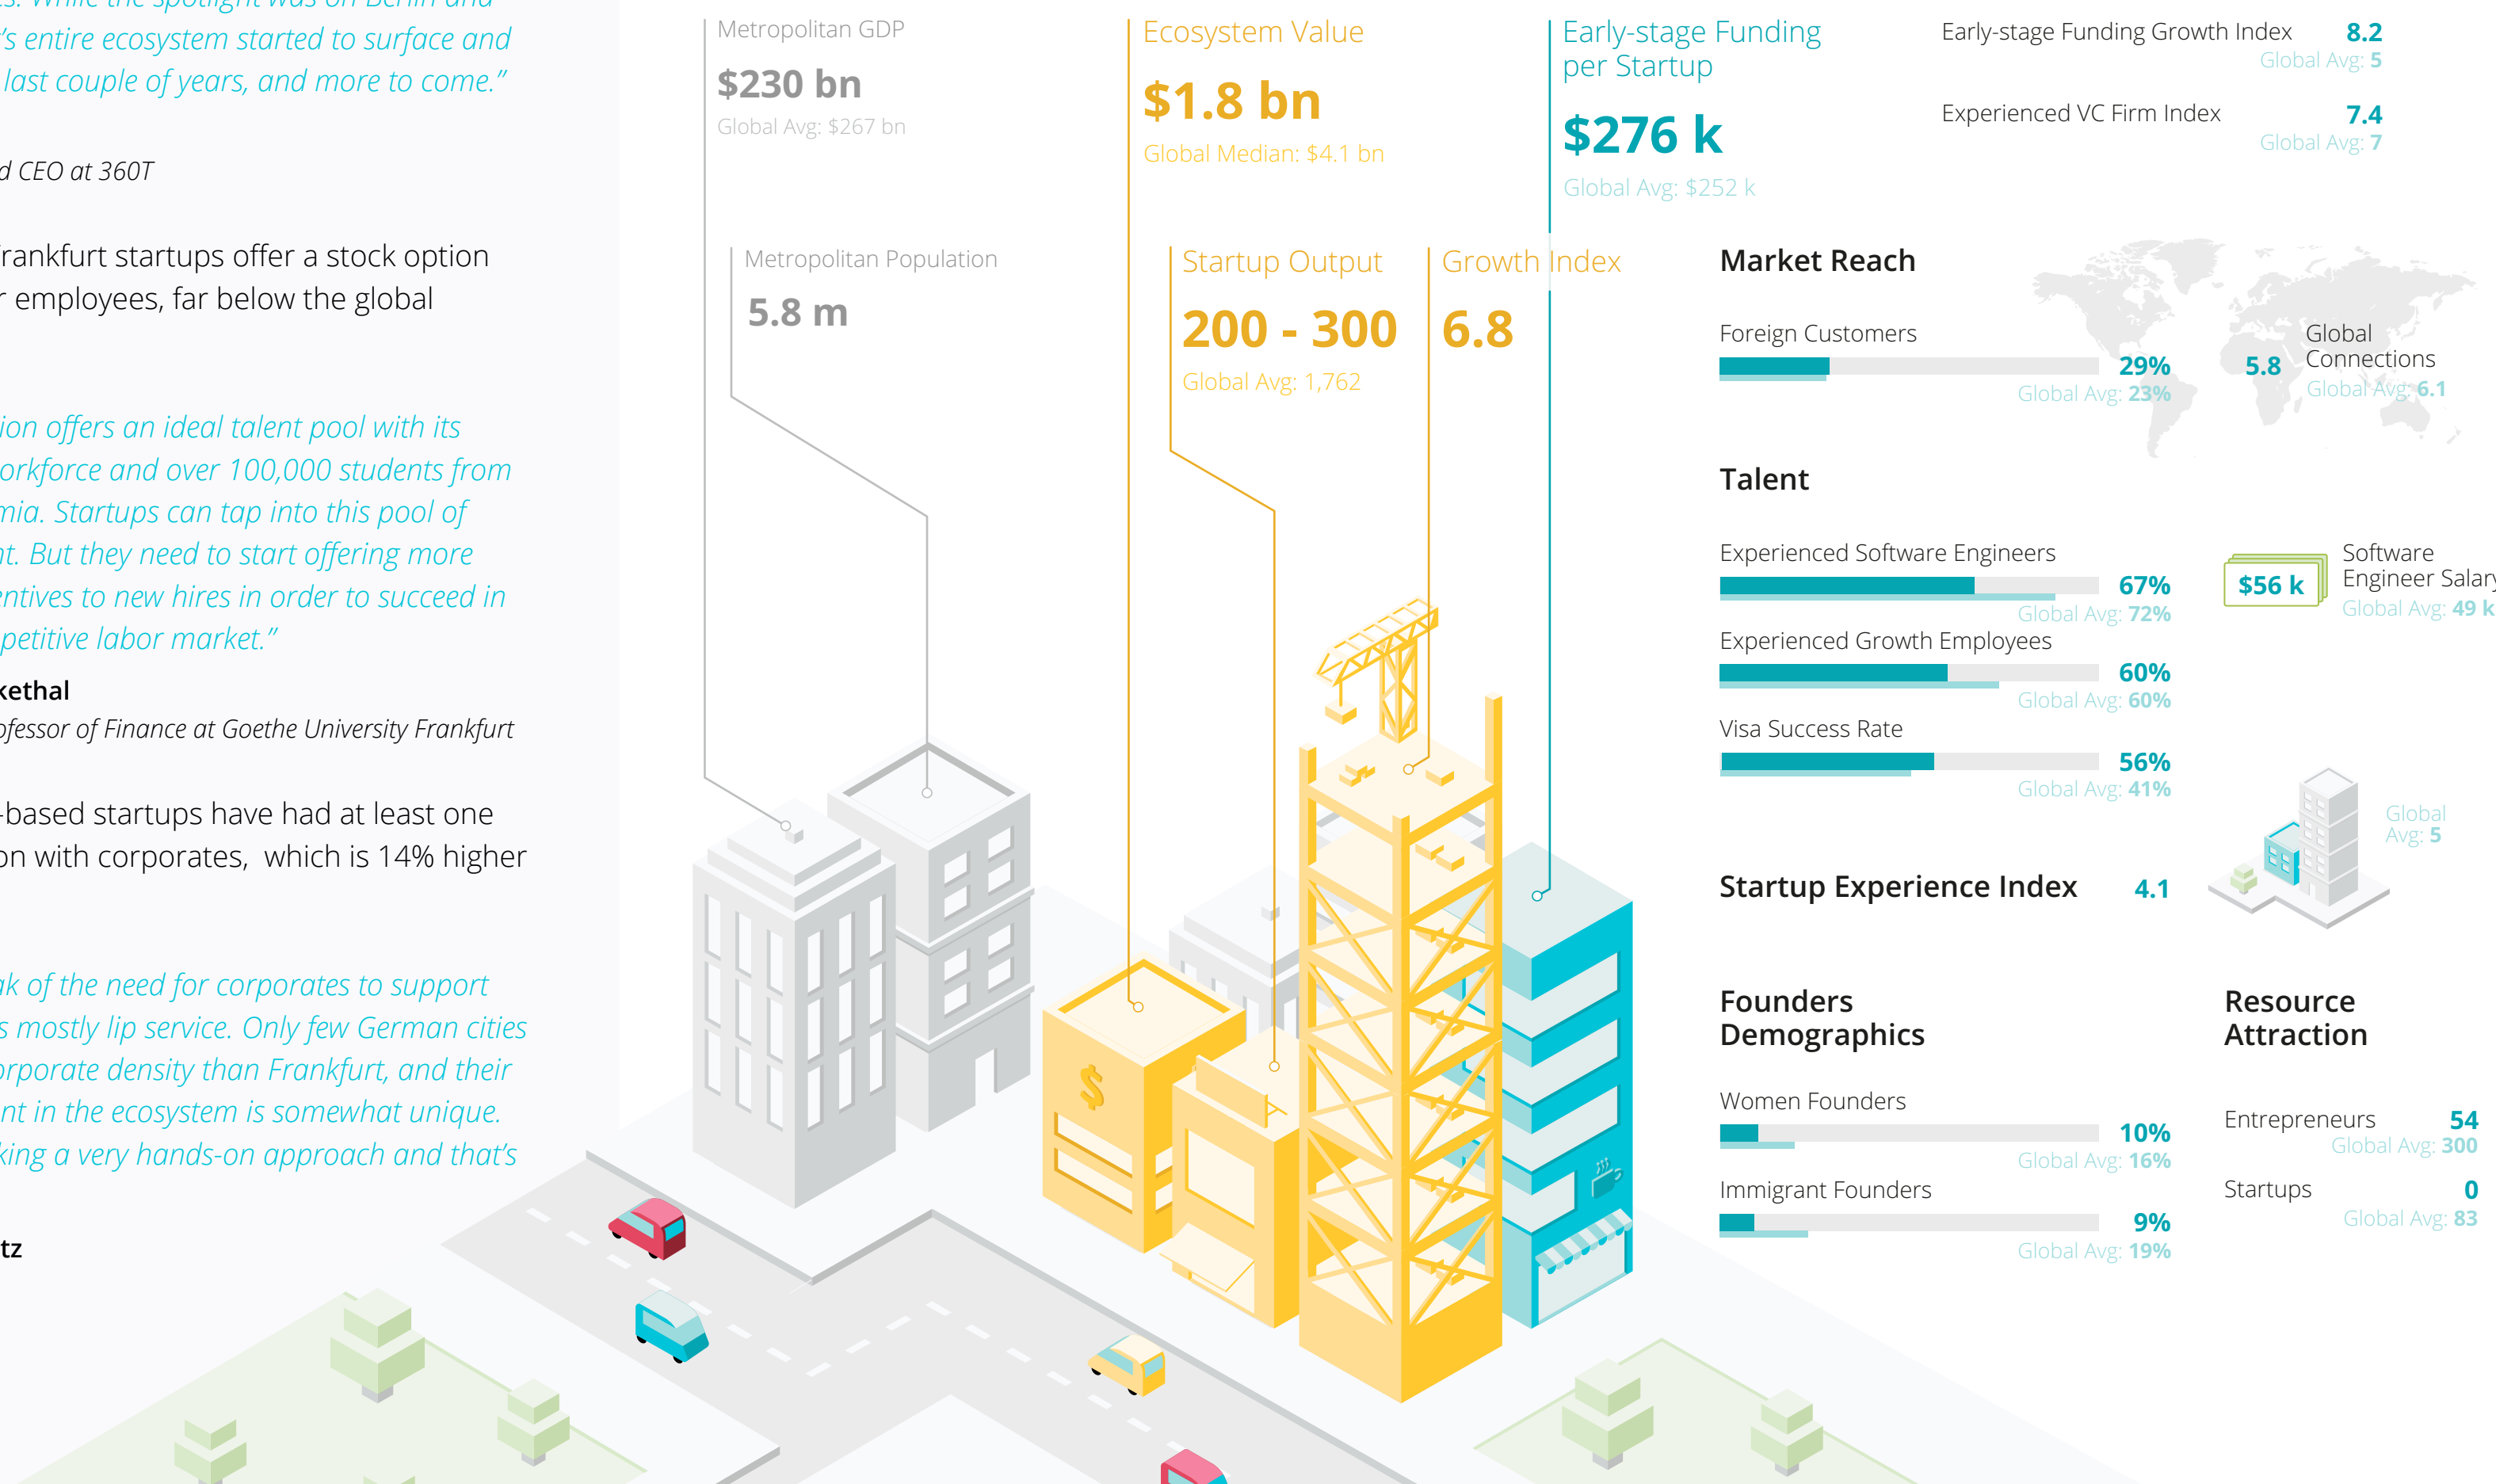 ’s entire ecosystem started to surface and
last couple of years, and more to come.”
CEO at 360T
rankfurt startups offer a stock option
r employees, far below the global
ion offers an ideal talent pool with its
orkforce and over 100,000 students from
mia. Startups can tap into this pool of
nt. But they need to start offering more
entives to new hires in order to succeed in
petitive labor market.”
kethal
ofessor of Finance at Goethe University Frankfurt
-based startups have had at least one
on with corporates, which is 14% higher
ak of the need for corporates to support
s mostly lip service. Only few German cities
orporate density than Frankfurt, and their
nt in the ecosystem is somewhat unique.
king a very hands-on approach and that’s
tz
Metropolitan GDP
$230 bn
Global Avg: $267 bn
Metropolitan Population
5.8 m
Ecosystem Value
$1.8 bn
Global Median: $4.1 bn
Startup Output
200 - 300
Global Avg: 1,762
Growth Index
6.8
Early-stage Funding
per Startup
$276 k
Global Avg: $252 k
Early-stage Funding Growth Index 8.2
Global Avg: 5
Experienced VC Firm Index 7.4
Global Avg: 7
Market Reach
Foreign Customers
29%
Global Avg: 23%
5.8
Global
Connections
Global Avg: 6.1
Talent
Experienced Software Engineers
67%
Global Avg: 72%
Experienced Growth Employees
60%
Global Avg: 60%
Visa Success Rate
56%
Global Avg: 41%
$56 k
Software
Engineer Salary
Global Avg: 49 k
Startup Experience Index 4.1
Global
Avg: 5
Founders
Demographics
Women Founders
10%
Global Avg: 16%
Immigrant Founders
9%
Global Avg: 19%
Resource
Attraction
Entrepreneurs 54
Global Avg: 300
Startups 0
Global Avg: 83
$